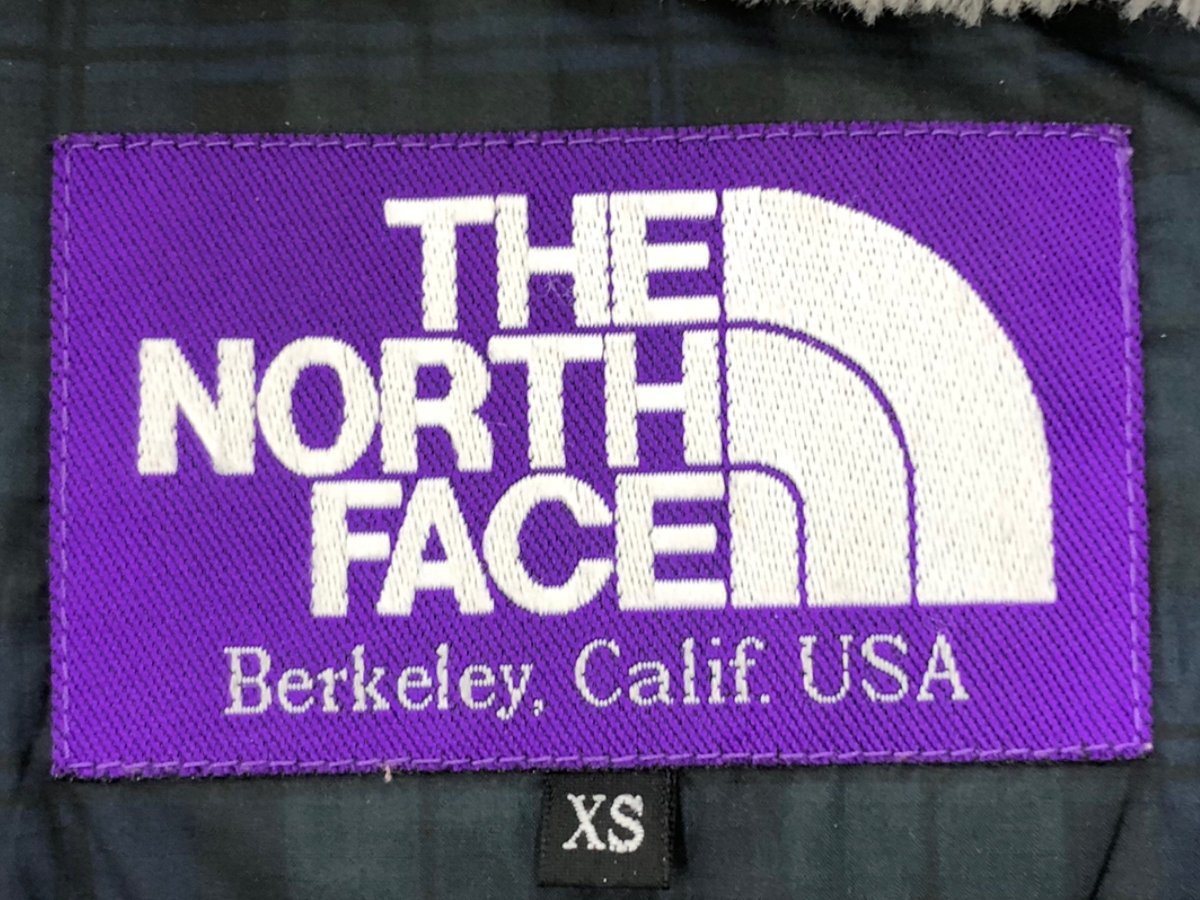 THE
NORTH
FACE
Berkeley, Calif. USA
XS